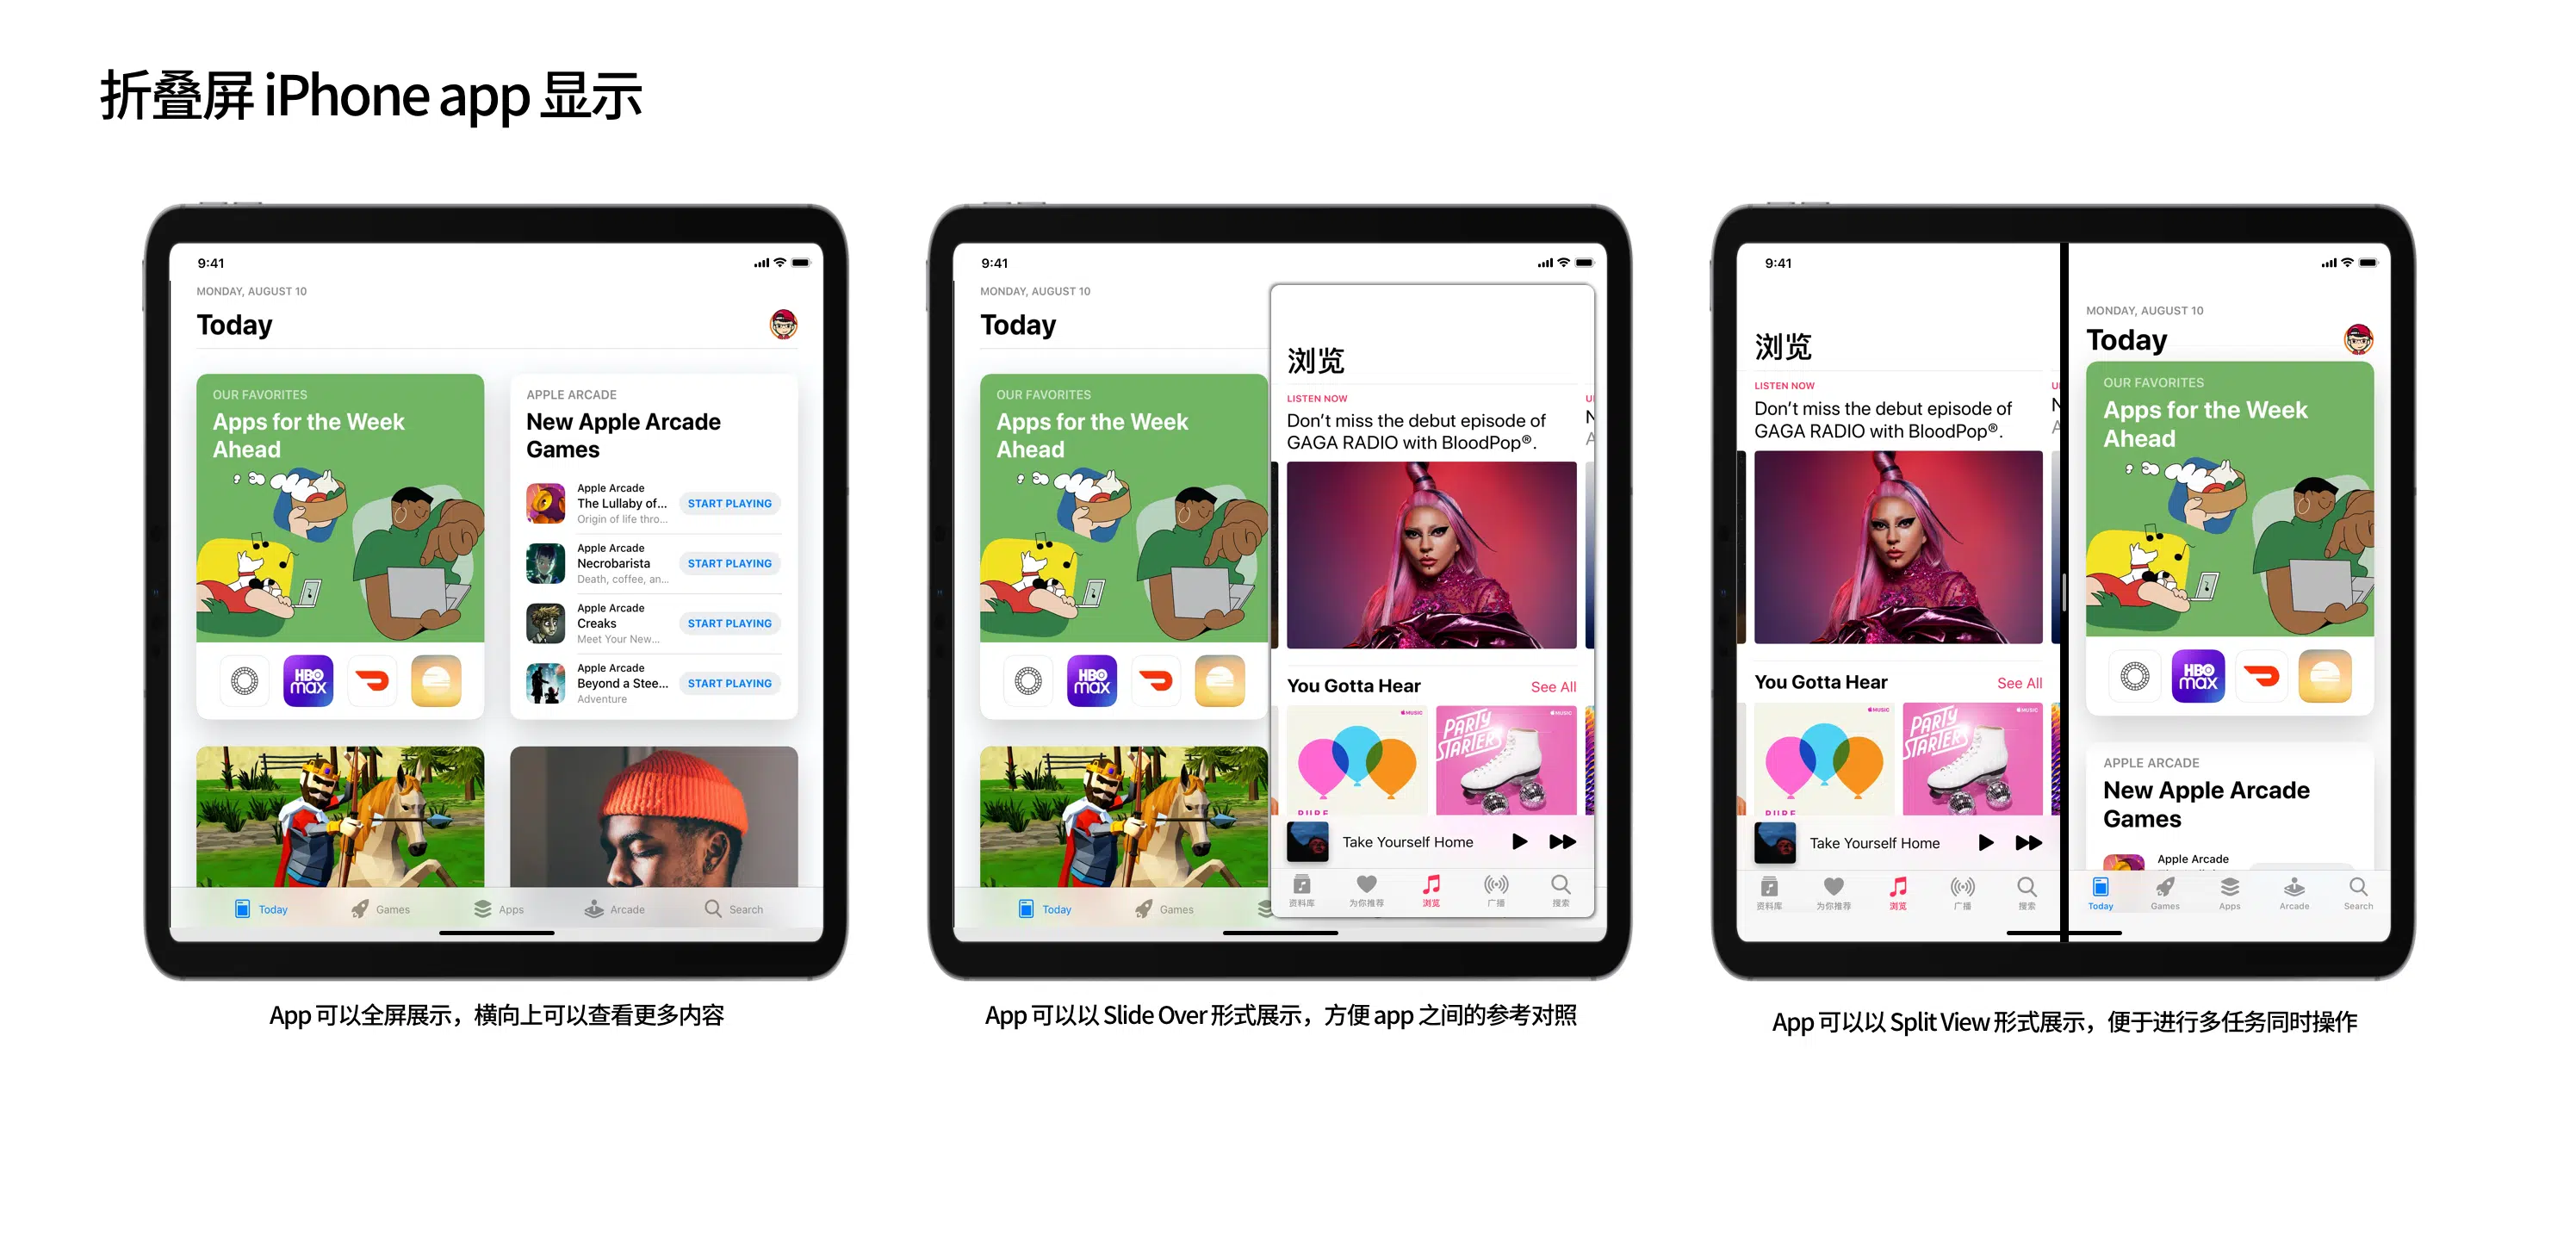 折叠屏 iPhone app 显示
9:41
MONDAY, AUGUST 10
Today
OUR FAVORITES
Apps for the Week
Ahead
HBO
max
APPLE ARCADE
New Apple Arcade
Games
Apple Arcade
The Lullaby of...
Origin of life thro...
START PLAYING
Apple Arcade
Necrobarista
Death, coffee, an...
START PLAYING
Apple Arcade
Creaks
Meet Your New...
START PLAYING
Apple Arcade
Beyond a Stee...
Adventure
START PLAYING
Today
Games
Apps
Arcade
Search
App 可以全屏展示，横向上可以查看更多内容
9:41
MONDAY, AUGUST 10
Today
OUR FAVORITES
Apps for the Week
Ahead
HBO
max
Today
Games
浏览
LISTEN NOW
Don't miss the debut episode of
GAGA RADIO with BloodPop®.
You Gotta Hear
See All
MUSIC
PURE
PARTY
STARTER
MUSIC
Take Yourself Home
资料库
为你推荐
浏览
广播
搜索
App 可以以 Slide Over 形式展示，方便 app 之间的参考对照
9:41
浏览
LISTEN NOW
Don't miss the debut episode of
GAGA RADIO with BloodPop®.
You Gotta Hear
See All
MUSIC
PURE
PARTY
STARTER
MUSIC
Take Yourself Home
资料库
为你推荐
浏览
广播
搜索
MONDAY, AUGUST 10
Today
OUR FAVORITES
Apps for the Week
Ahead
HBO
max
APPLE ARCADE
New Apple Arcade
Games
Apple Arcade
Today
Games
Apps
Arcade
Search
App 可以以 Split View 形式展示，便于进行多任务同时操作